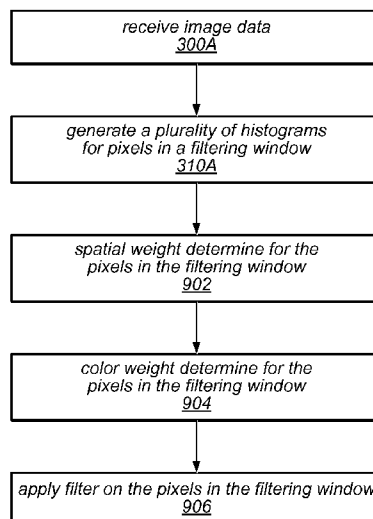 receive image data
300A
generate a plurality of histograms
for pixels in a filtering window
310A
spatial weight determine for the
pixels in the filtering window
902
color weight determine for the
pixels in the filtering window
904
apply filter on the pixels in the filtering window
906